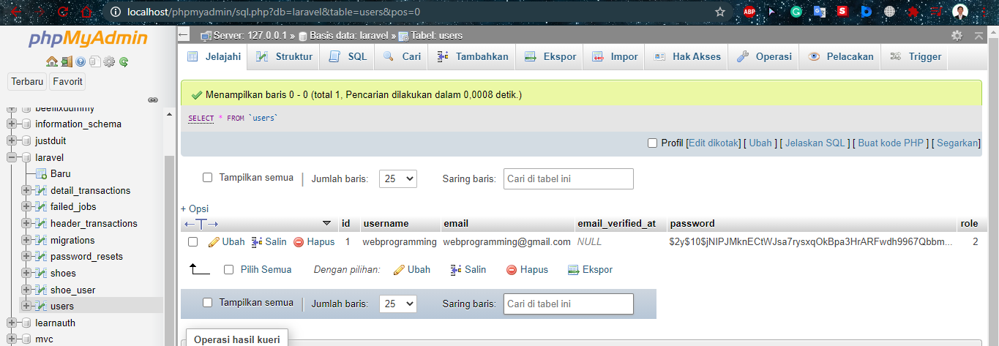 localhost/phpmyadmin/sql.php?db=laravel&table=users&pos=0
ABP
phpMyAdmin
Terbaru Favorit
beeflixdummy
information_schema
justduit
laravel
Baru
detail_transactions
failed_jobs
header_transactions
migrations
password_resets
shoes
shoe_user
users
learnauth
mvc
Server: 127.0.0.1 » Basis data: laravel » Tabel: users
Jelajahi Struktur SQL Cari Tambahkan Ekspor Impor Hak Akses Operasi Pelacakan Trigger
Menampilkan baris 0 - 0 (total 1, Pencarian dilakukan dalam 0,0008 detik.)
SELECT * FROM `users`
Profil [Edit dikotak] [ Ubah ] [ Jelaskan SQL ] [ Buat kode PHP ] [ Segarkan]
Tampilkan semua | Jumlah baris: 25 Saring baris: Cari di tabel ini
+ Opsi
←T→ id username email email_verified_at password role
Ubah Salin Hapus 1 webprogramming webprogramming@gmail.com NULL $2y$10$jNlPJMknECtWJsa7rysxqOkBpa3HrARFwdh9967Qbbm... 2
Pilih Semua Dengan pilihan: Ubah Salin Hapus Ekspor
Tampilkan semua | Jumlah baris: 25 Saring baris: Cari di tabel ini
Operasi hasil kueri